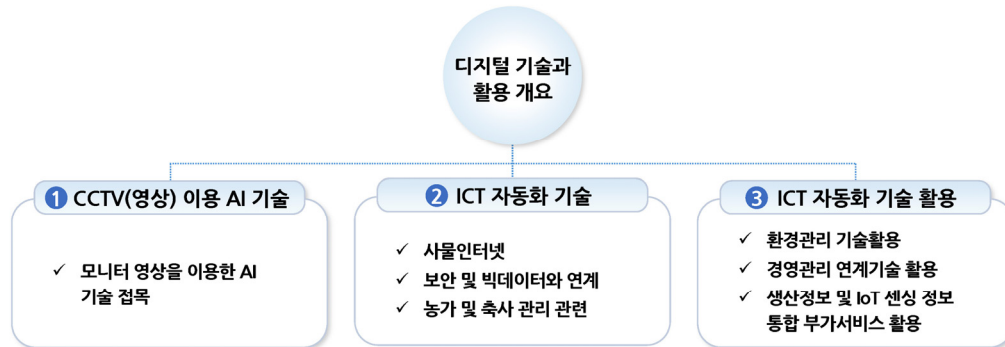 디지털 기술과
활용 개요
1 CCTV(영상) 이용 AI 기술
✓ 모니터 영상을 이용한 AI
기술 접목
2 ICT 자동화 기술
✓ 사물인터넷
✓ 보안 및 빅데이터와 연계
✓ 농가 및 축사 관리 관련
3 ICT 자동화 기술 활용
✓ 환경관리 기술활용
✓ 경영관리 연계기술 활용
✓ 생산정보 및 IoT 센싱 정보
통합 부가서비스 활용